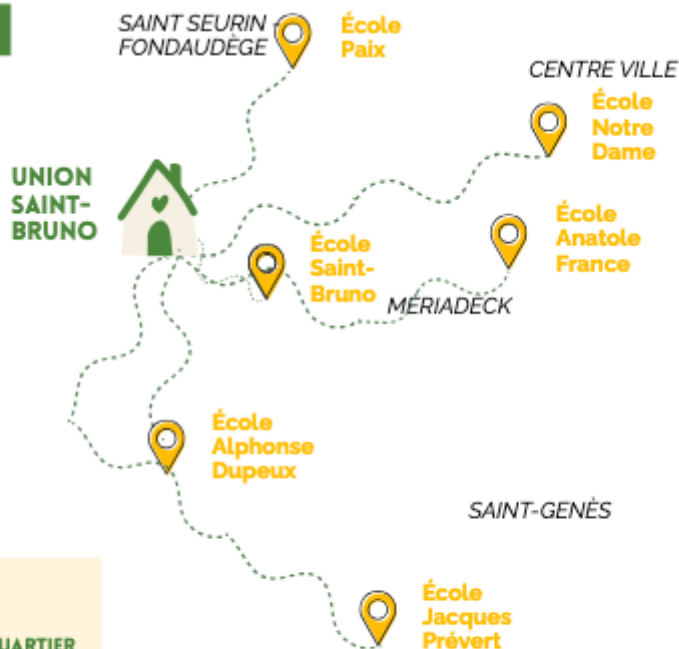 SAINT SEURIN -
FONDAUDÈGE
École
Paix
CENTRE VILLE
École
Notre
Dame
UNION
SAINT-
BRUNO
École
Saint-
Bruno
École
Anatole
France
MÉRIADECK
École
Alphonse
Dupeux
SAINT-GENÈS
École
Jacques
Prévert